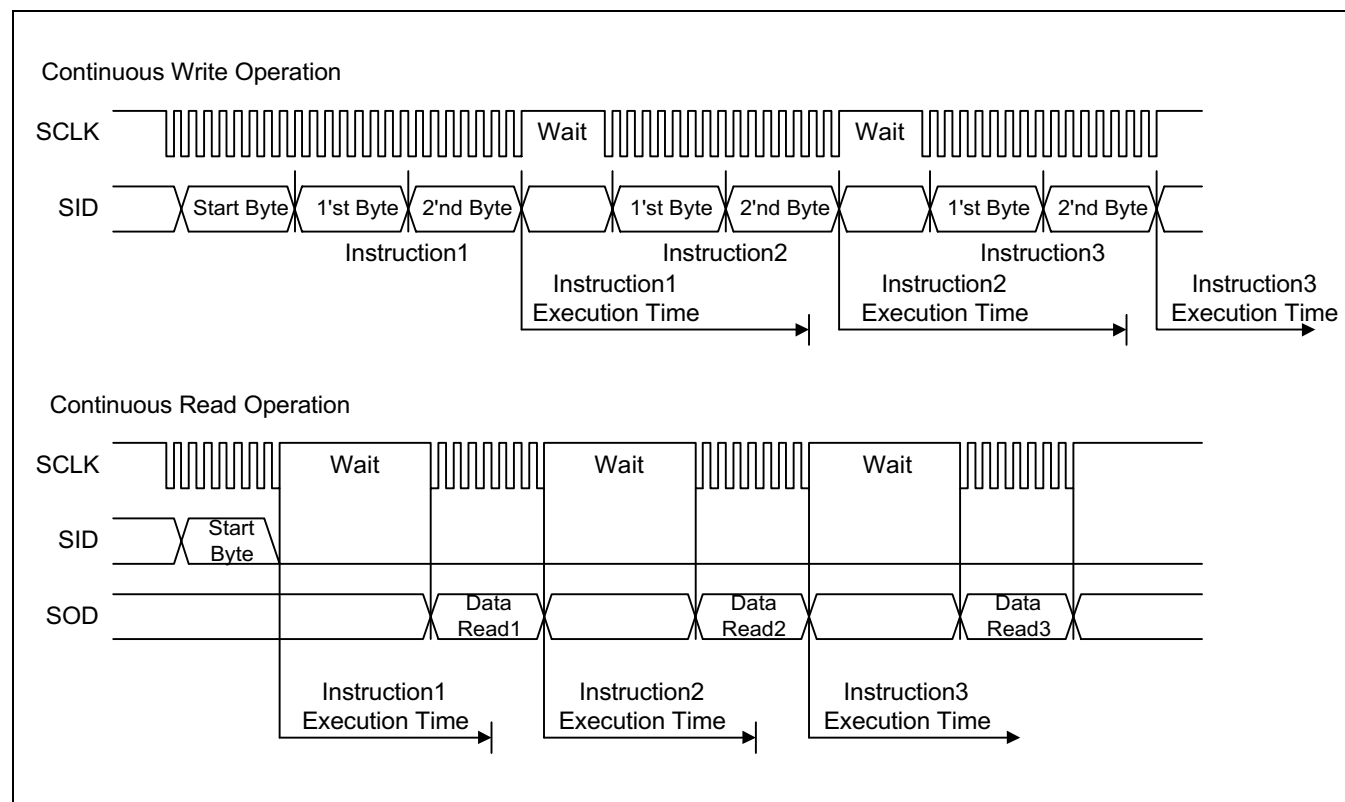 Continuous Write Operation
SCLK Wait Wait
SID Start Byte 1'st Byte 2'nd Byte 1'st Byte 2'nd Byte 1'st Byte 2'nd Byte
Instruction1 Instruction2 Instruction3
Instruction1 Instruction2 Instruction3
Execution Time Execution Time Execution Time
Continuous Read Operation
SCLK Wait Wait Wait
SID Start
Byte
SOD Data Data Data
Read1 Read2 Read3
Instruction1 Instruction2 Instruction3
Execution Time Execution Time Execution Time